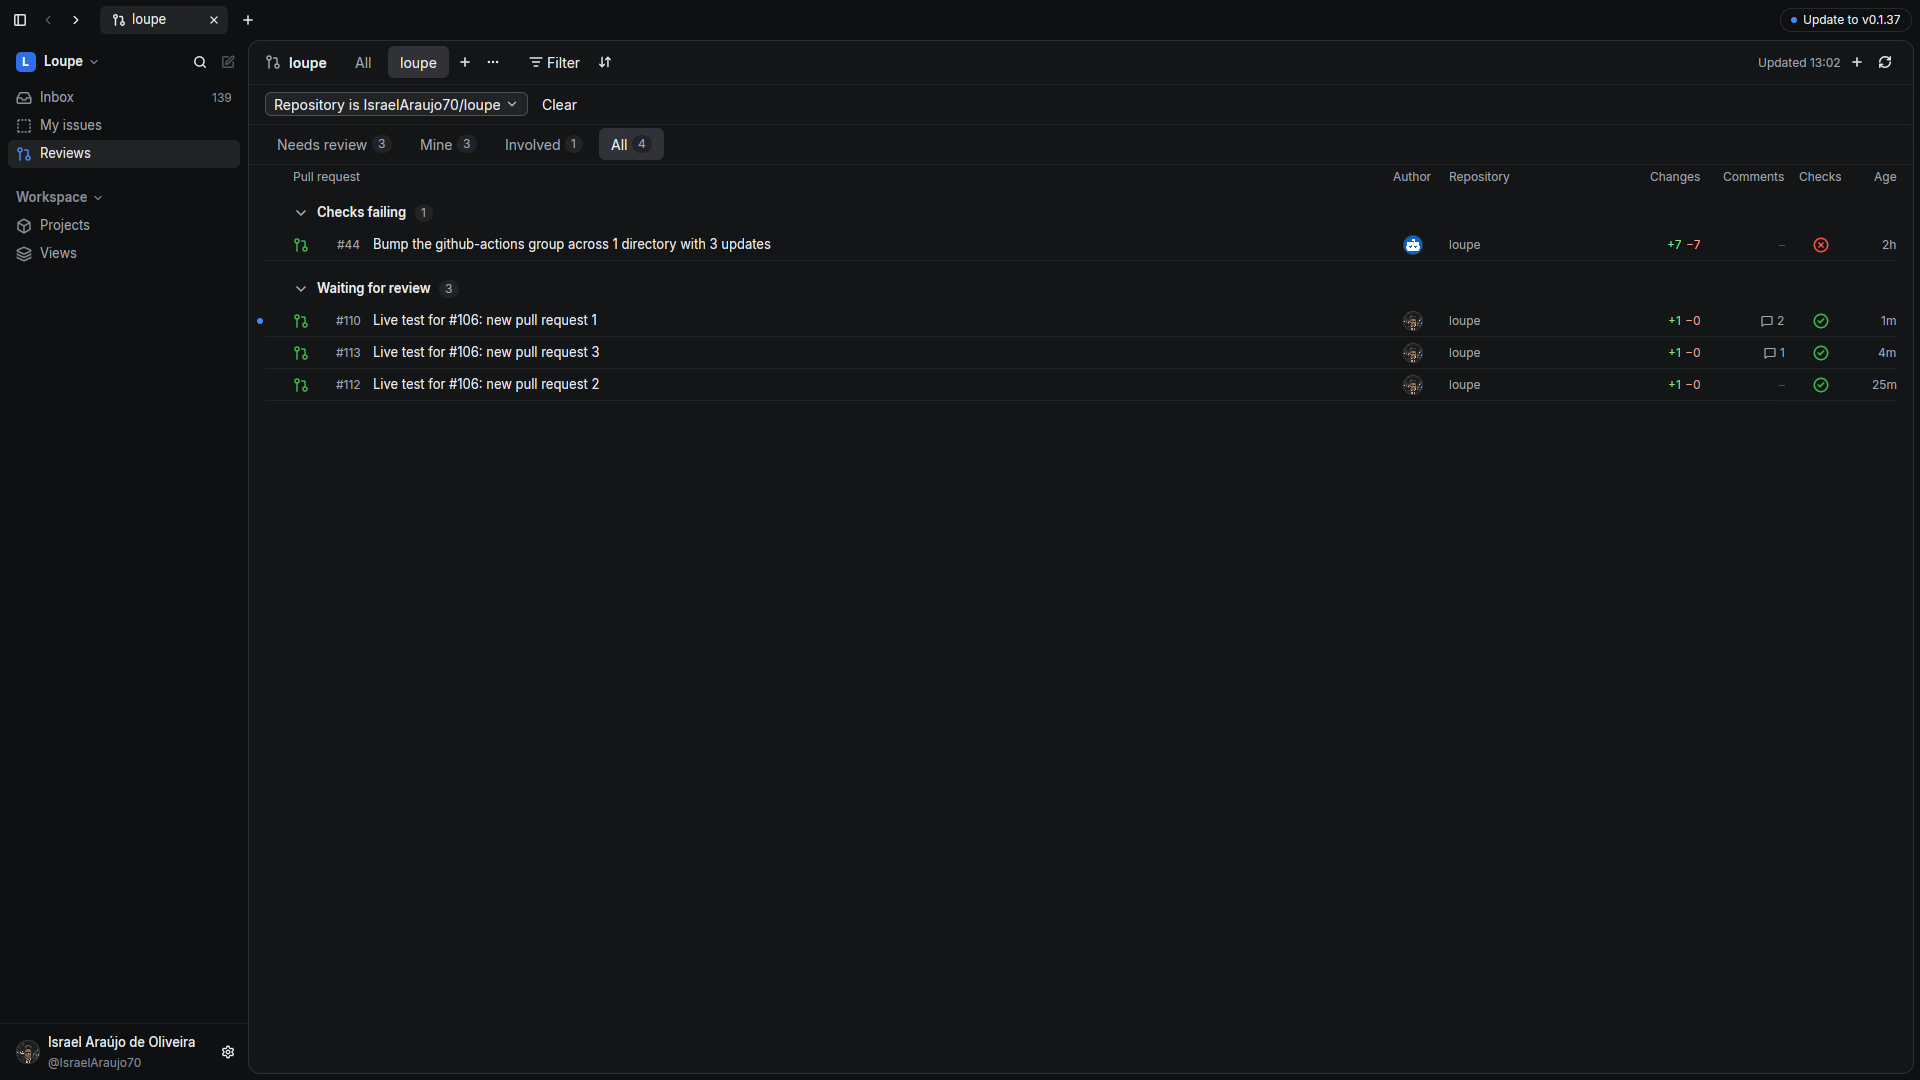 loupe
Update to v0.1.37
L Loupe
Inbox 139
My issues
Reviews
Workspace
Projects
Views
loupe All loupe Filter Updated 13:02
Repository is IsraelAraujo70/loupe Clear
Needs review 3 Mine 3 Involved 1 All 4
Pull request Author Repository Changes Comments Checks Age
Checks failing 1
#44 Bump the github-actions group across 1 directory with 3 updates loupe +7 −7 – 2h
Waiting for review 3
#110 Live test for #106: new pull request 1 loupe +1 −0 2 1m
#113 Live test for #106: new pull request 3 loupe +1 −0 1 4m
#112 Live test for #106: new pull request 2 loupe +1 −0 – 25m
Israel Araújo de Oliveira
@IsraelAraujo70